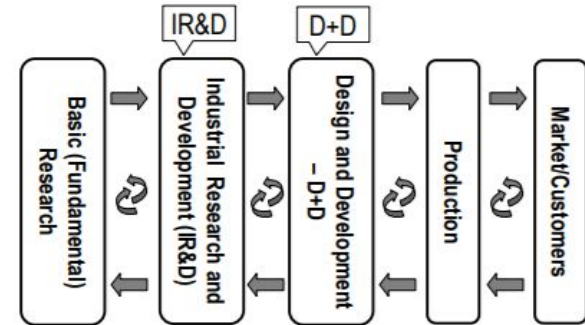 IR&D
D+D
Basic (Fundamental)
Research
Industrial Research and
Development (IR&D)
Design and Development
– D+D
Production
Market/Customers